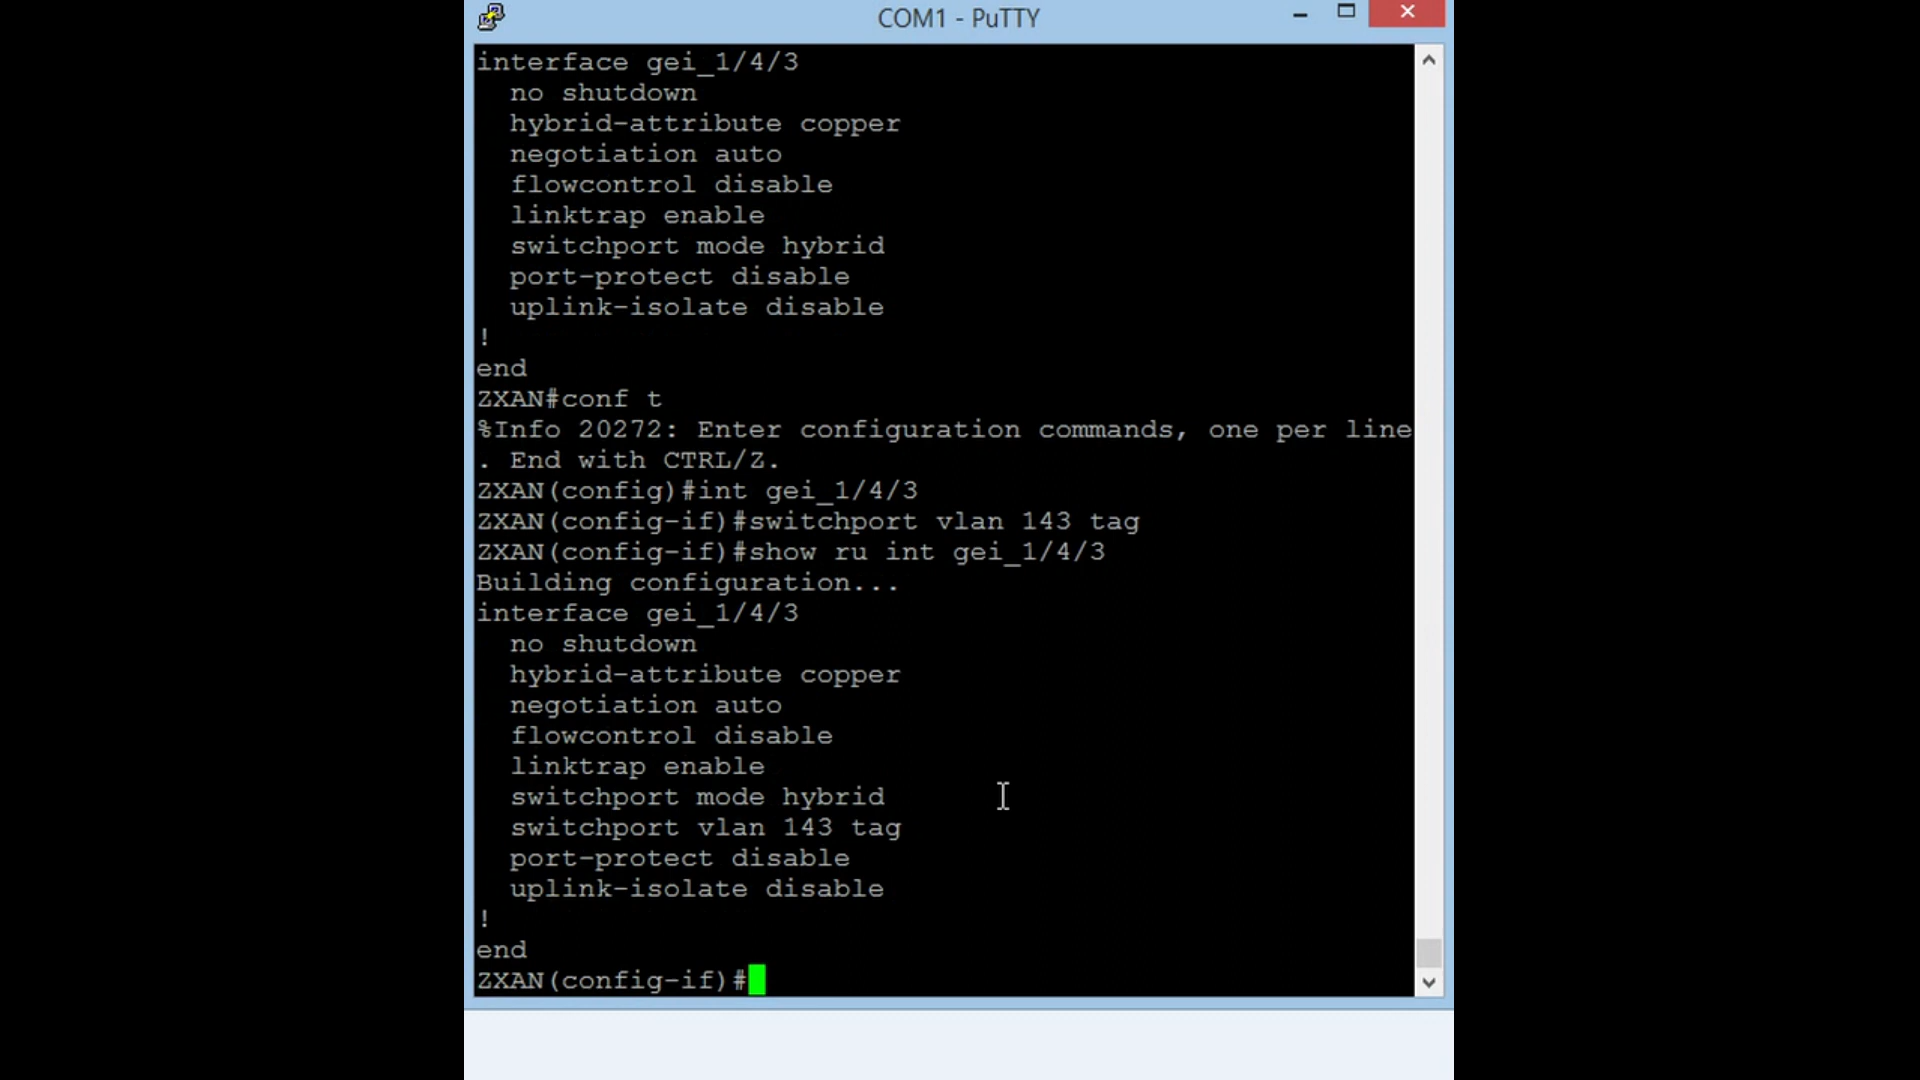 COM1 - PuTTY
interface gei_1/4/3
  no shutdown
  hybrid-attribute copper
  negotiation auto
  flowcontrol disable
  linktrap enable
  switchport mode hybrid
  port-protect disable
  uplink-isolate disable
!
end
ZXAN#conf t
%Info 20272: Enter configuration commands, one per line
. End with CTRL/Z.
ZXAN(config)#int gei_1/4/3
ZXAN(config-if)#switchport vlan 143 tag
ZXAN(config-if)#show ru int gei_1/4/3
Building configuration...
interface gei_1/4/3
  no shutdown
  hybrid-attribute copper
  negotiation auto
  flowcontrol disable
  linktrap enable
  switchport mode hybrid
  switchport vlan 143 tag
  port-protect disable
  uplink-isolate disable
!
end
ZXAN(config-if)#